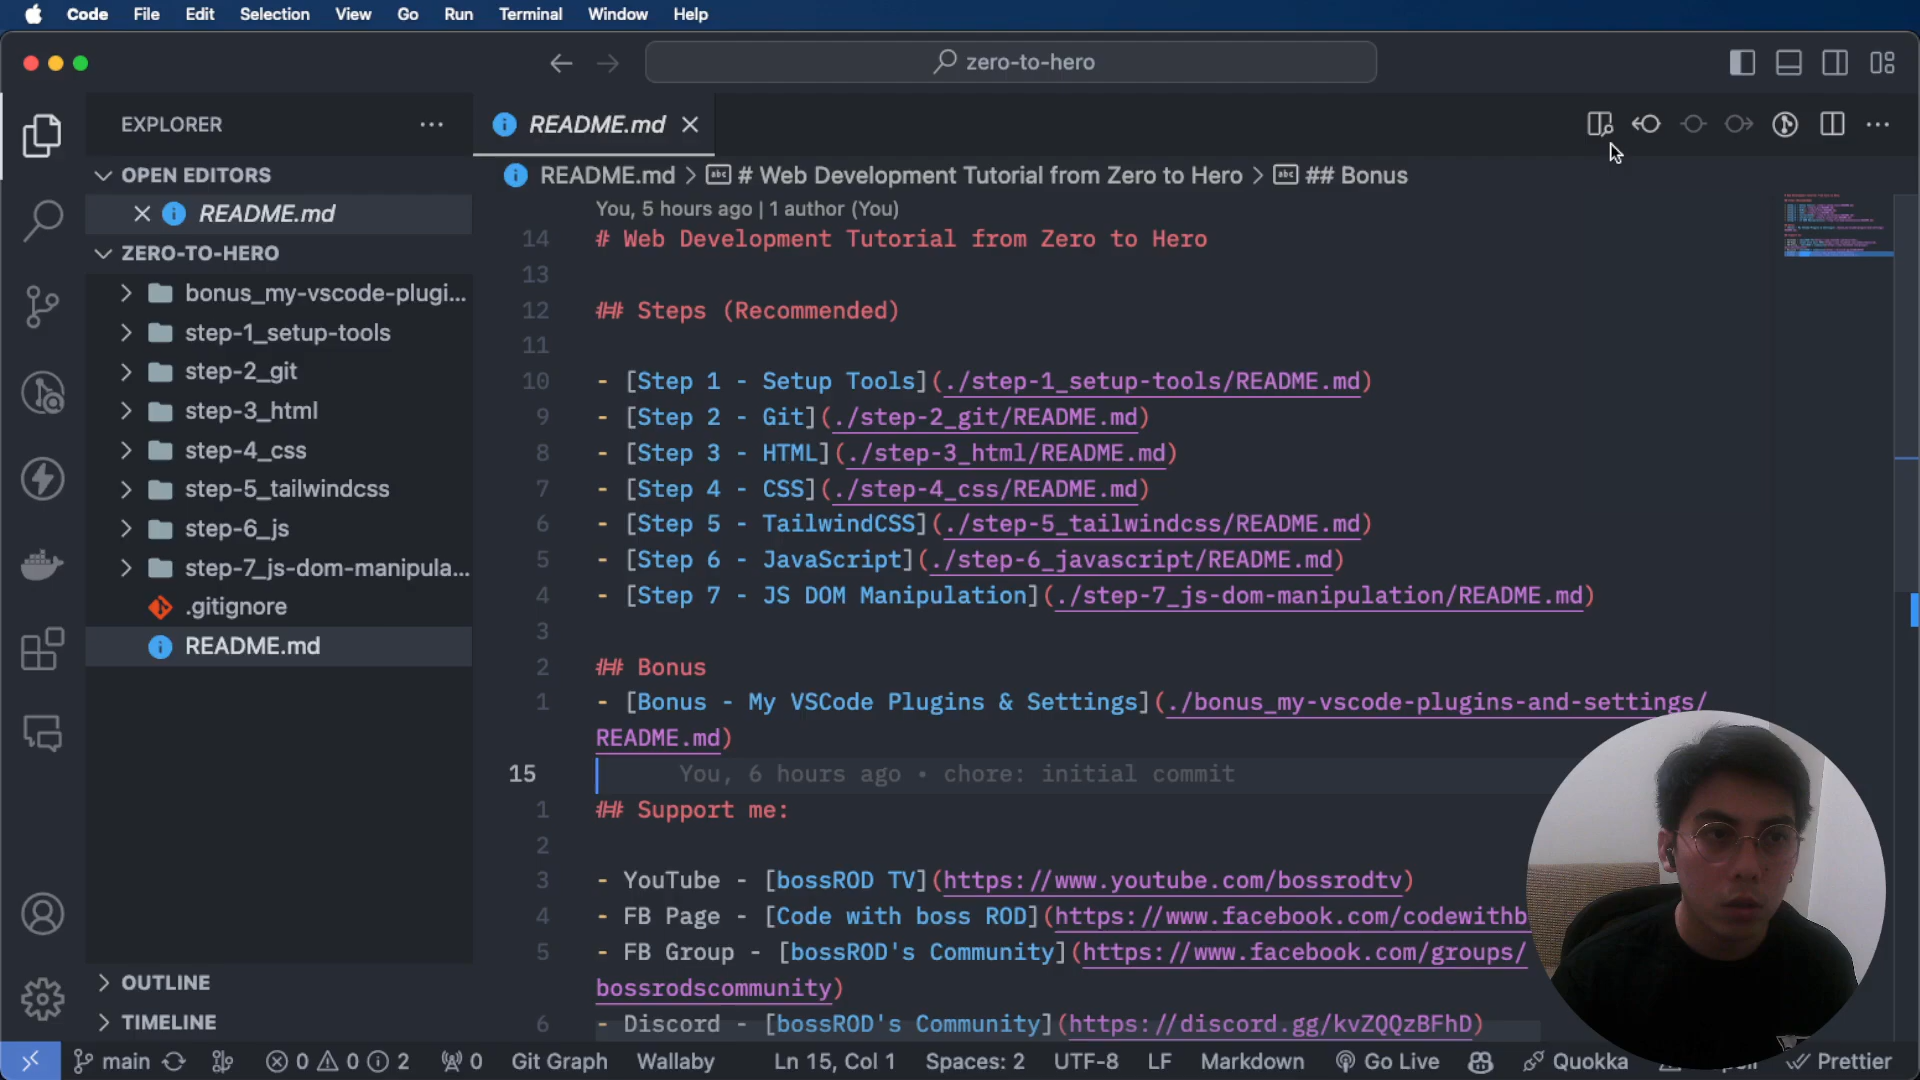 Code File Edit Selection View Go Run Terminal Window Help
zero-to-hero
EXPLORER
README.md
OPEN EDITORS
README.md
ZERO-TO-HERO
bonus_my-vscode-plugi...
step-1_setup-tools
step-2_git
step-3_html
step-4_css
step-5_tailwindcss
step-6_js
step-7_js-dom-manipula...
.gitignore
README.md
OUTLINE
TIMELINE
README.md > # Web Development Tutorial from Zero to Hero > ## Bonus
You, 5 hours ago | 1 author (You)
14 # Web Development Tutorial from Zero to Hero
13
12 ## Steps (Recommended)
11
10 - [Step 1 - Setup Tools](./step-1_setup-tools/README.md)
9 - [Step 2 - Git](./step-2_git/README.md)
8 - [Step 3 - HTML](./step-3_html/README.md)
7 - [Step 4 - CSS](./step-4_css/README.md)
6 - [Step 5 - TailwindCSS](./step-5_tailwindcss/README.md)
5 - [Step 6 - JavaScript](./step-6_javascript/README.md)
4 - [Step 7 - JS DOM Manipulation](./step-7_js-dom-manipulation/README.md)
3
2 ## Bonus
1 - [Bonus - My VSCode Plugins & Settings](./bonus_my-vscode-plugins-and-settings/
README.md)
15 You, 6 hours ago • chore: initial commit
1 ## Support me:
2
3 - YouTube - [bossROD TV](https://www.youtube.com/bossrodtv)
4 - FB Page - [Code with boss ROD](https://www.facebook.com/codewithb
5 - FB Group - [bossROD's Community](https://www.facebook.com/groups/
bossrodscommunity)
6 - Discord - [bossROD's Community](https://discord.gg/kvZQQzBFhD)
main 0 0 2 0 Git Graph Wallaby Ln 15, Col 1 Spaces: 2 UTF-8 LF Markdown Go Live Quokka Prettier